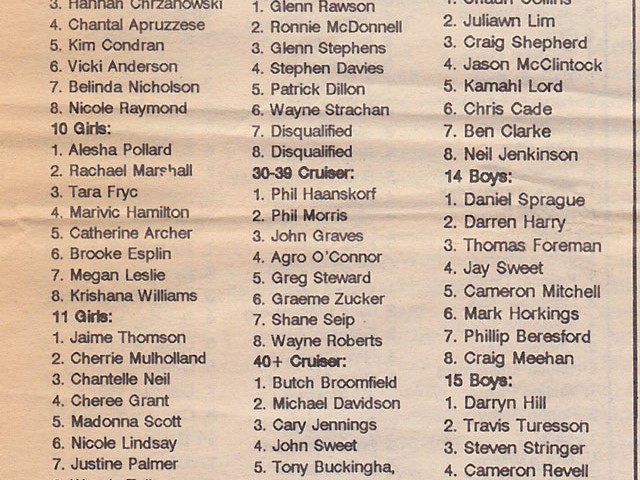 3. Hannah Chrzanowski
4. Chantal Apruzzese
5. Kim Condran
6. Vicki Anderson
7. Belinda Nicholson
8. Nicole Raymond
10 Girls:
1. Alesha Pollard
2. Rachael Marshall
3. Tara Fryc
4. Marivic Hamilton
5. Catherine Archer
6. Brooke Esplin
7. Megan Leslie
8. Krishana Williams
11 Girls:
1. Jaime Thomson
2. Cherrie Mulholland
3. Chantelle Neil
4. Cheree Grant
5. Madonna Scott
6. Nicole Lindsay
7. Justine Palmer
1. Glenn Rawson
2. Ronnie McDonnell
3. Glenn Stephens
4. Stephen Davies
5. Patrick Dillon
6. Wayne Strachan
7. Disqualified
8. Disqualified
30-39 Cruiser:
1. Phil Haanskorf
2. Phil Morris
3. John Graves
4. Agro O'Connor
5. Greg Steward
6. Graeme Zucker
7. Shane Seip
8. Wayne Roberts
40+ Cruiser:
1. Butch Broomfield
2. Michael Davidson
3. Cary Jennings
4. John Sweet
5. Tony Buckingha,
1. Shaun Collins
2. Juliawn Lim
3. Craig Shepherd
4. Jason McClintock
5. Kamahl Lord
6. Chris Cade
7. Ben Clarke
8. Neil Jenkinson
14 Boys:
1. Daniel Sprague
2. Darren Harry
3. Thomas Foreman
4. Jay Sweet
5. Cameron Mitchell
6. Mark Horkings
7. Phillip Beresford
8. Craig Meehan
15 Boys:
1. Darryn Hill
2. Travis Turesson
3. Steven Stringer
4. Cameron Revell